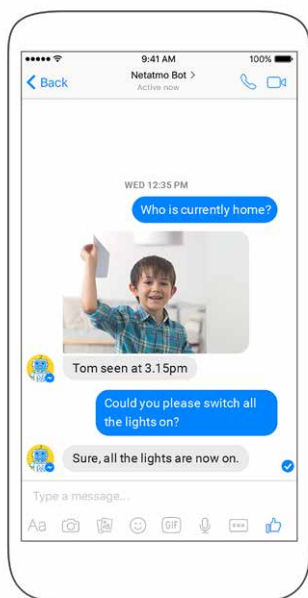 9:41 AM
100%
Back
Netatmo Bot >
Active now
WED 12:35 PM
Who is currently home?
Tom seen at 3.15pm
Could you please switch all
the lights on?
Sure, all the lights are now on.
Type a message...
Aa
GIF